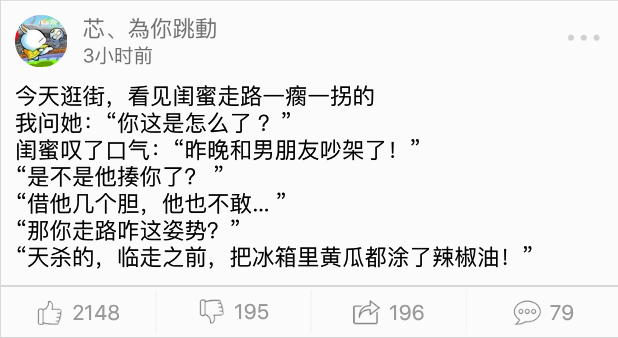 芯、為你跳動
3小时前
今天逛街，看见闺蜜走路一瘸一拐的
我问她：“你这是怎么了？”
闺蜜叹了口气：“昨晚和男朋友吵架了！”
“是不是他揍你了？ ”
“借他几个胆，他也不敢... ”
“那你走路咋这姿势？”
“天杀的，临走之前，把冰箱里黄瓜都涂了辣椒油！”
2148 195 196 79